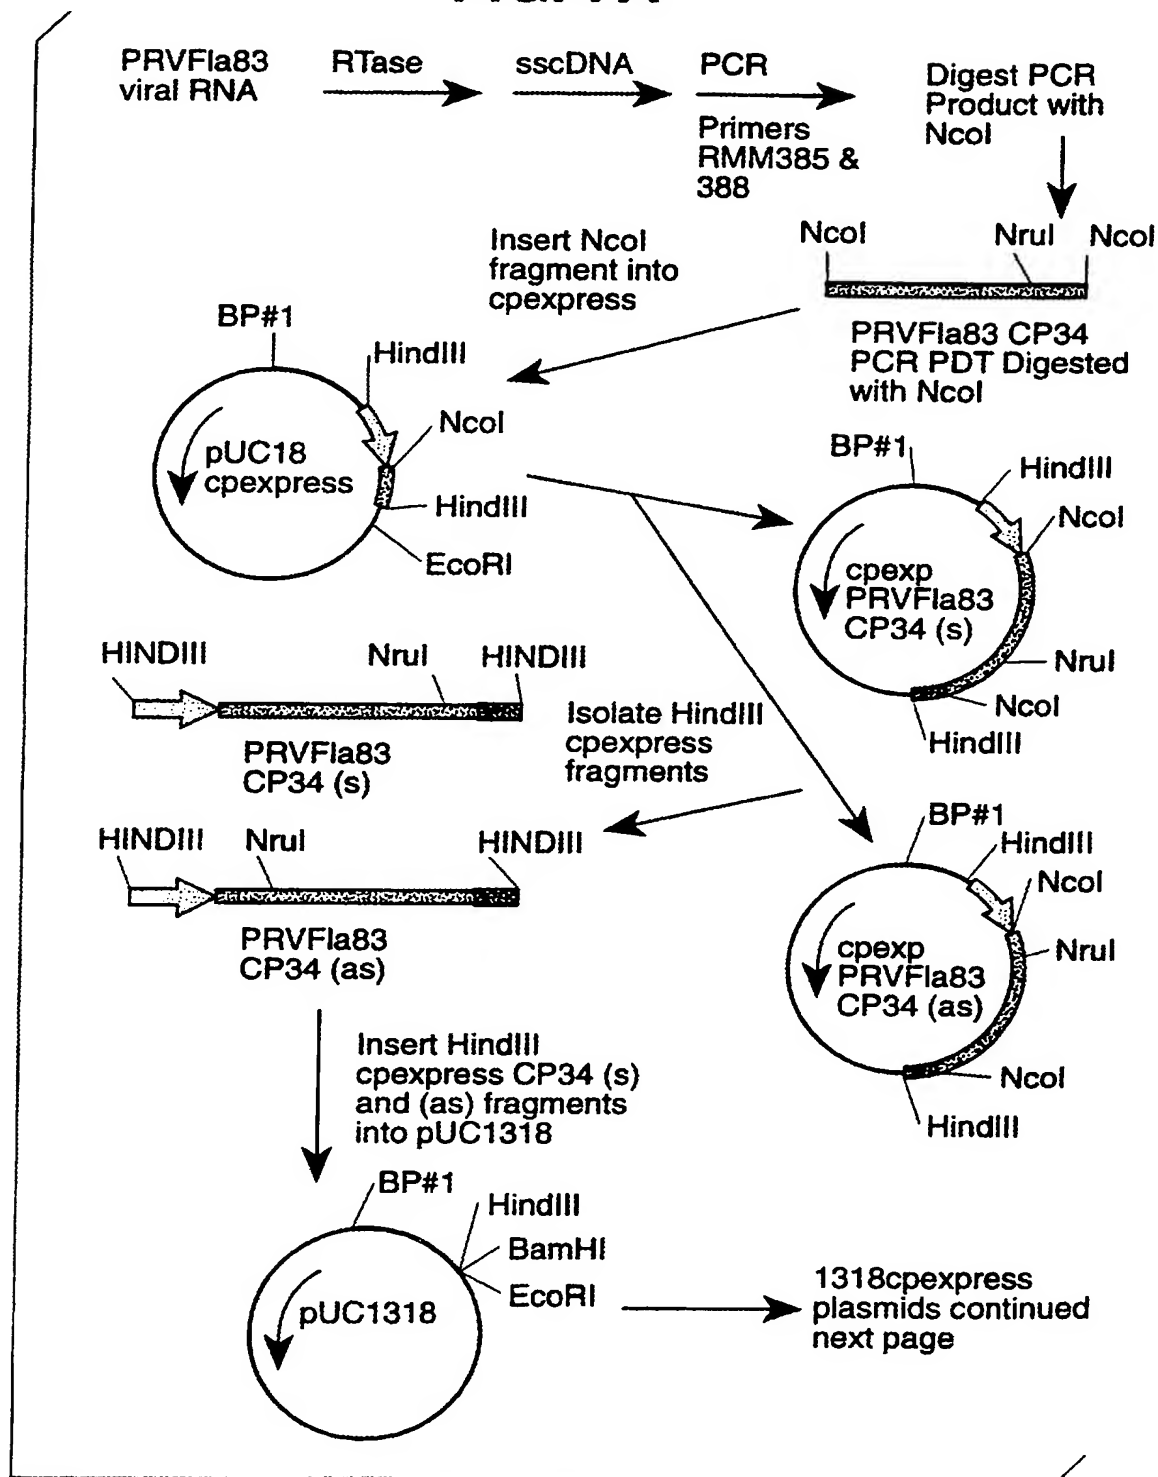 PRVFla83
viral RNA
RTase
sscDNA
PCR
Primers
RMM385 &
388
Digest PCR
Product with
NcoI
NcoI
NruI
NcoI
PRVFla83 CP34
PCR PDT Digested
with NcoI
Insert NcoI
fragment into
cpexpress
BP#1
HindIII
NcoI
pUC18
cpexpress
HindIII
EcoRI
BP#1
HindIII
NcoI
cpexp
PRVFla83
CP34 (s)
NruI
NcoI
HindIII
HINDIII
NruI
HINDIII
PRVFla83
CP34 (s)
Isolate HindIII
cpexpress
fragments
HINDIII
NruI
HINDIII
PRVFla83
CP34 (as)
BP#1
HindIII
NcoI
NruI
cpexp
PRVFla83
CP34 (as)
NcoI
HindIII
Insert HindIII
cpexpress CP34 (s)
and (as) fragments
into pUC1318
BP#1
HindIII
BamHI
EcoRI
pUC1318
1318cpexpress
plasmids continued
next page